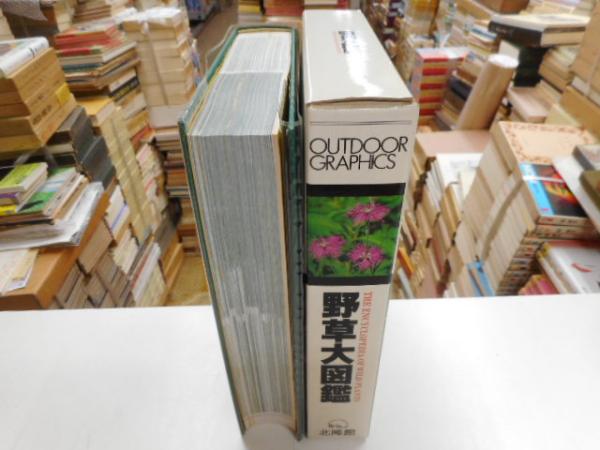 OUTDOOR
GRAPHICS
THE ENCYCLOPEDIA OF WILD PLANTS
野草大図鑑
北隆館